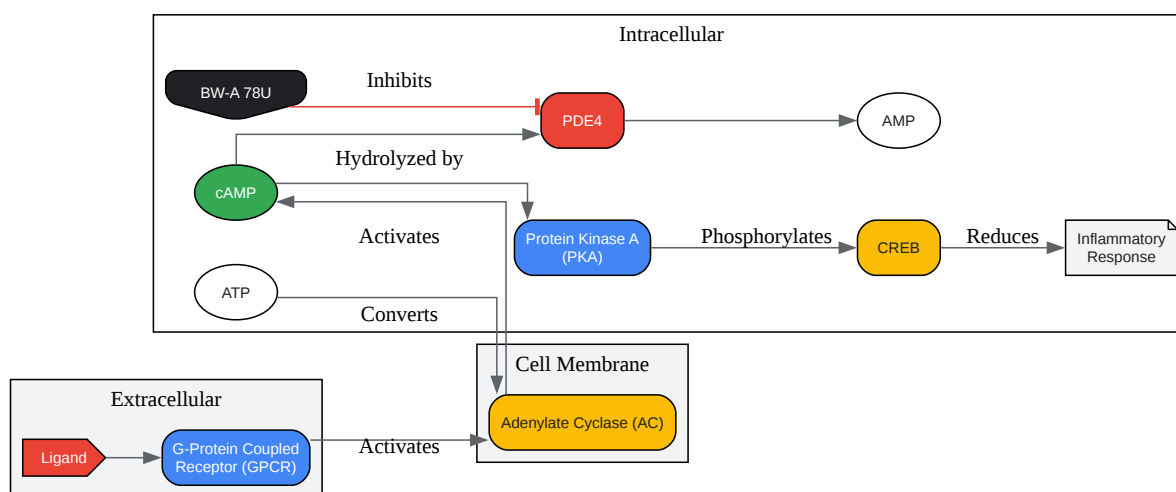 Intracellular
BW-A 78U
Inhibits
PDE4
AMP
Hydrolyzed by
cAMP
Activates
Protein Kinase A
(PKA)
Phosphorylates
CREB
Reduces
Inflammatory
Response
ATP
Converts
Cell Membrane
Adenylate Cyclase (AC)
Extracellular
Ligand
G-Protein Coupled
Receptor (GPCR)
Activates